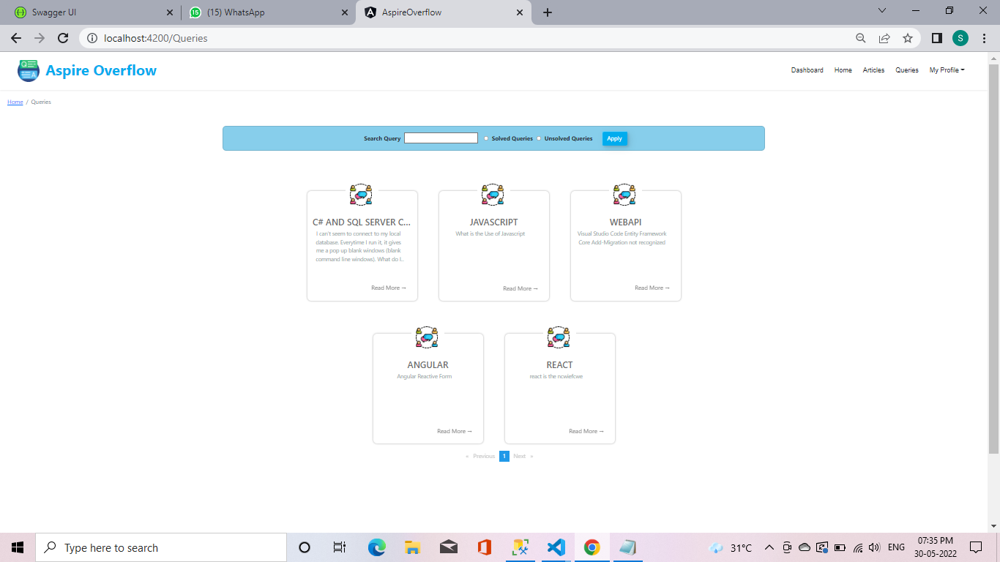 Swagger UI
(15) WhatsApp
AspireOverflow
localhost:4200/Queries
S
Q
A
Aspire Overflow
Dashboard Home Articles Queries My Profile
Home / Queries
Search Query Solved Queries Unsolved Queries Apply
C# AND SQL SERVER C...
I can't seem to connect to my local
database. Everytime I run it, it gives
me a pop up blank windows (blank
command line windows). What do I..
Read More →
JAVASCRIPT
What is the Use of Javascript
Read More →
WEBAPI
Visual Studio Code Entity Framework
Core Add-Migration not recognized
Read More →
ANGULAR
Angular Reactive Form
Read More →
REACT
react is the ncwiefcwe
Read More →
« Previous 1 Next »
Type here to search
31°C
ENG
07:35 PM
30-05-2022